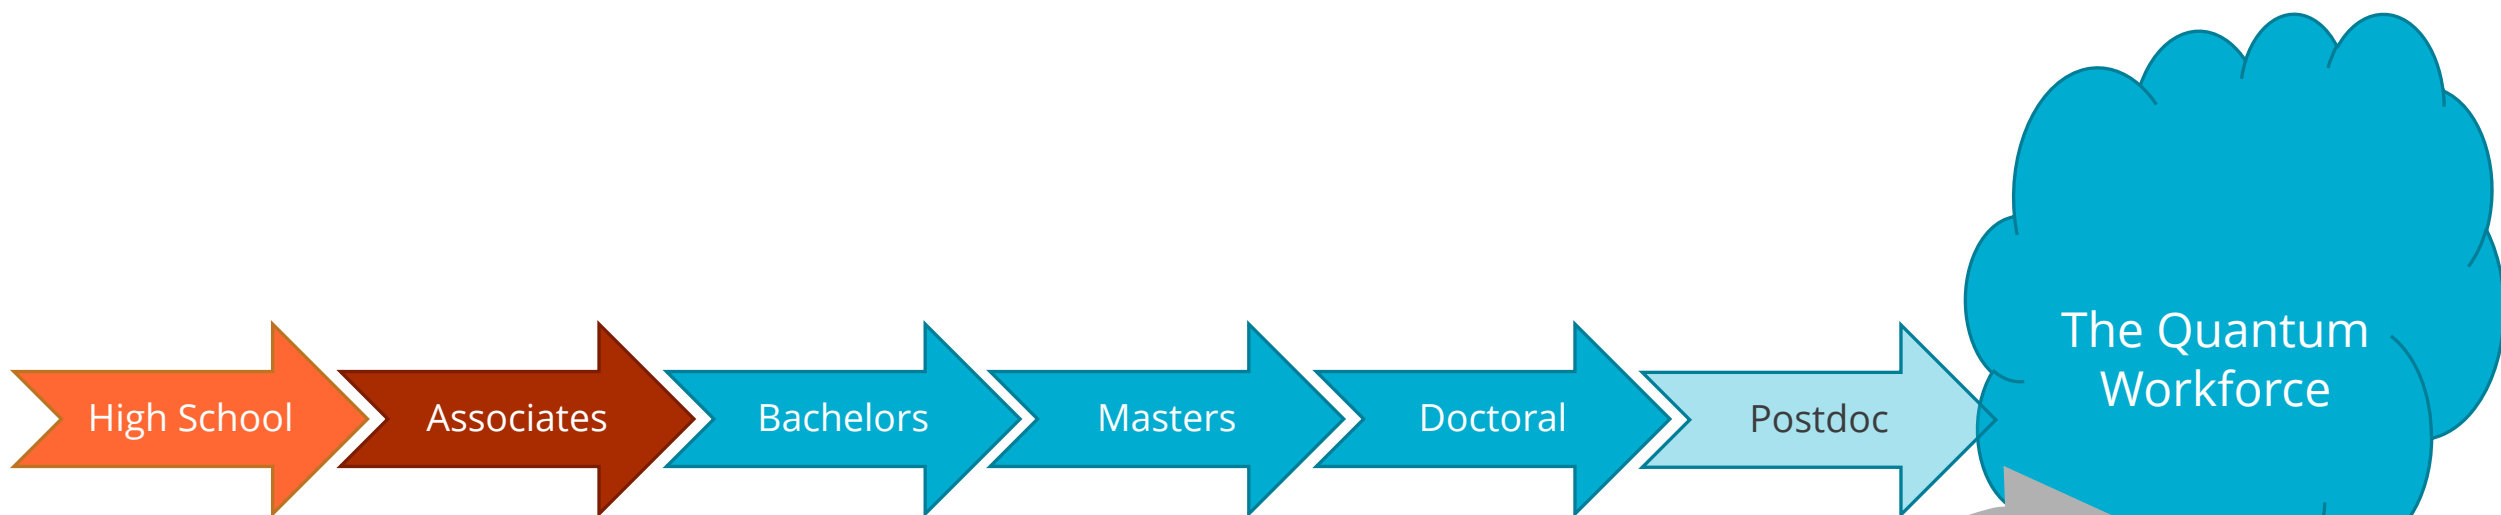 High School
Associates
Bachelors
Masters
Doctoral
Postdoc
The Quantum
Workforce